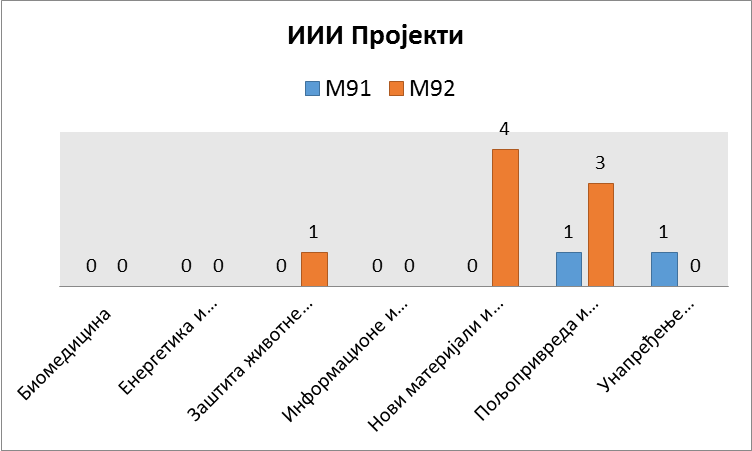 ИИИ Пројекти
М91 М92
4
3
1
1 1
0 0 0 0 0 0 0 0 0
Биомедицина
Енергетика и...
Заштита животне...
Информационе и...
Нови материјали и...
Пољопривреда и...
Унапређење...